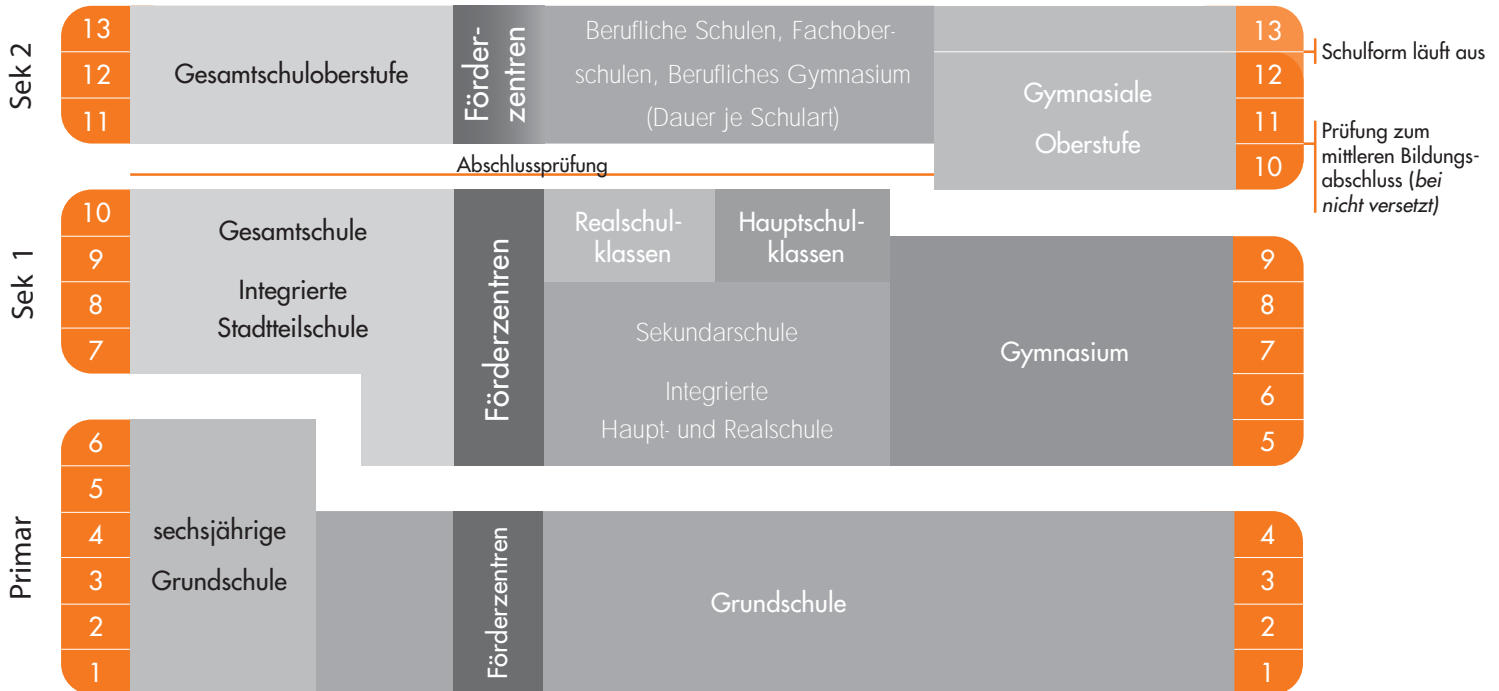 Sek 2
13
12
11
Gesamtschuloberstufe
Förder-
zentren
Berufliche Schulen, Fachober-
schulen, Berufliches Gymnasium
(Dauer je Schulart)
Gymnasiale
Oberstufe
13
12
11
10
Schulform läuft aus
Prüfung zum
mittleren Bildungs-
abschluss (bei
nicht versetzt)
Abschlussprüfung
Sek 1
10
9
8
7
Gesamtschule
Integrierte
Stadtteilschule
Förderzentren
Realschul-
klassen
Hauptschul-
klassen
Sekundarschule
Integrierte
Haupt- und Realschule
Gymnasium
9
8
7
6
5
Primar
6
5
4
3
2
1
sechsjährige
Grundschule
Förderzentren
Grundschule
4
3
2
1